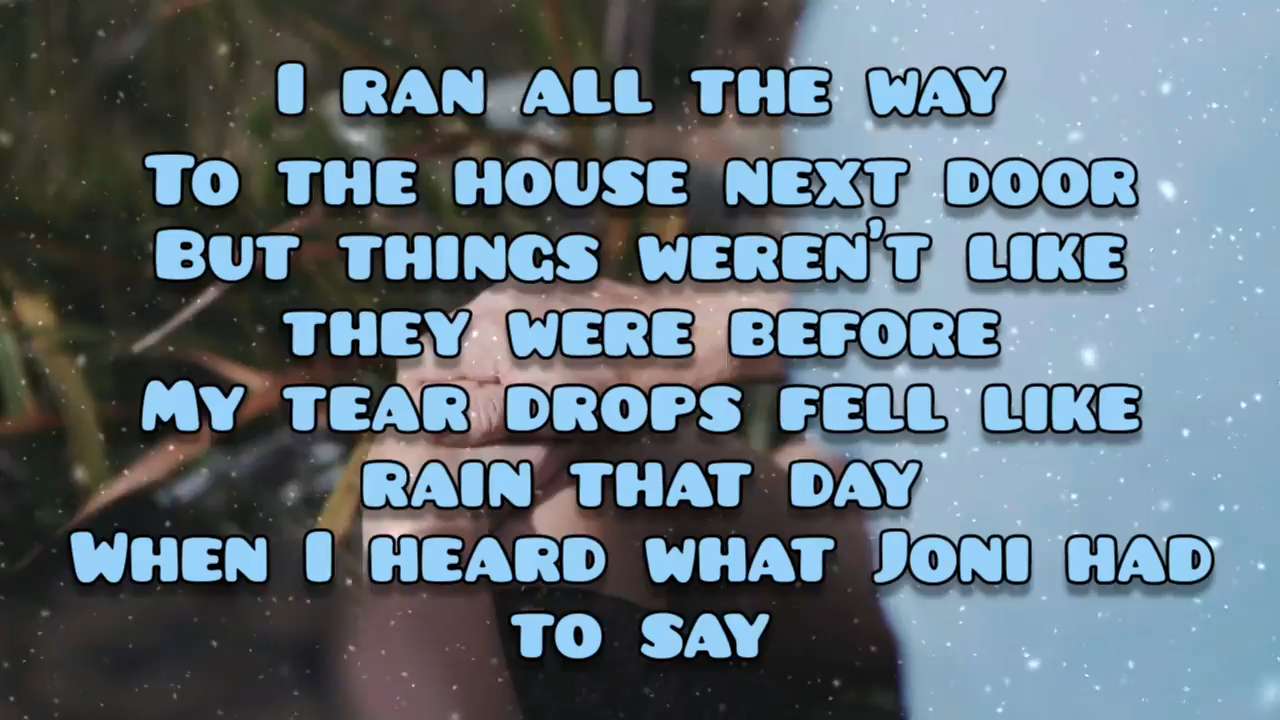 I RAN ALL THE WAY
TO THE HOUSE NEXT DOOR
BUT THINGS WEREN'T LIKE
THEY WERE BEFORE
MY TEAR DROPS FELL LIKE
RAIN THAT DAY
WHEN I HEARD WHAT JONI HAD
TO SAY